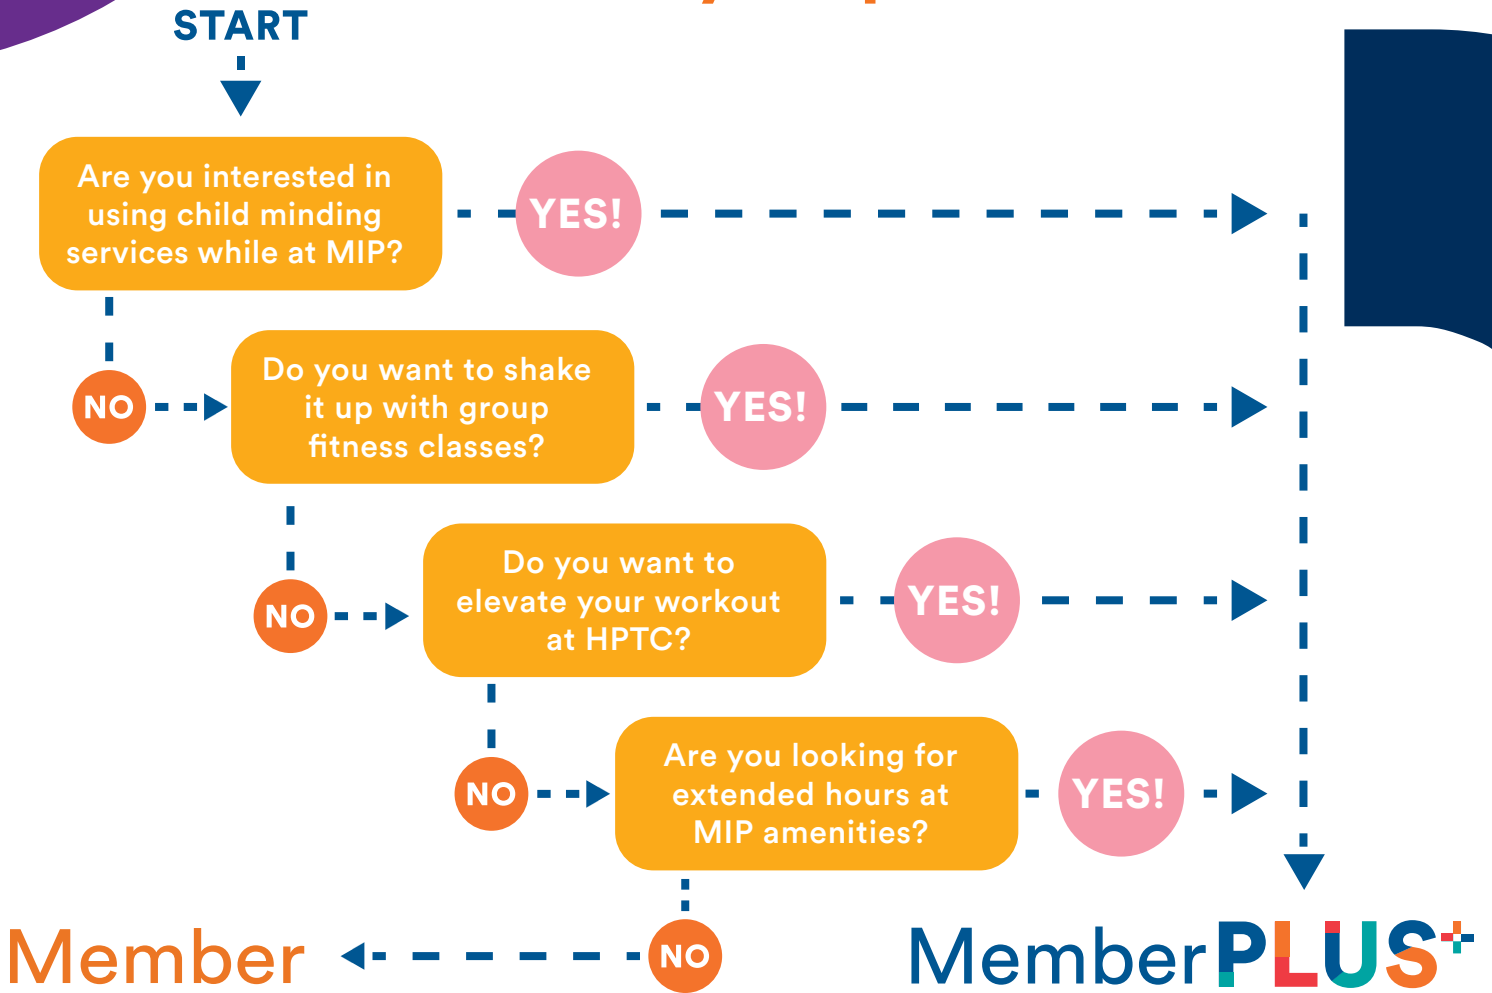 START
Are you interested in
using child minding
services while at MIP?
YES!
NO
Do you want to shake
it up with group
fitness classes?
YES!
NO
Do you want to
elevate your workout
at HPTC?
YES!
NO
Are you looking for
extended hours at
MIP amenities?
YES!
NO
Member
Member PLUS+